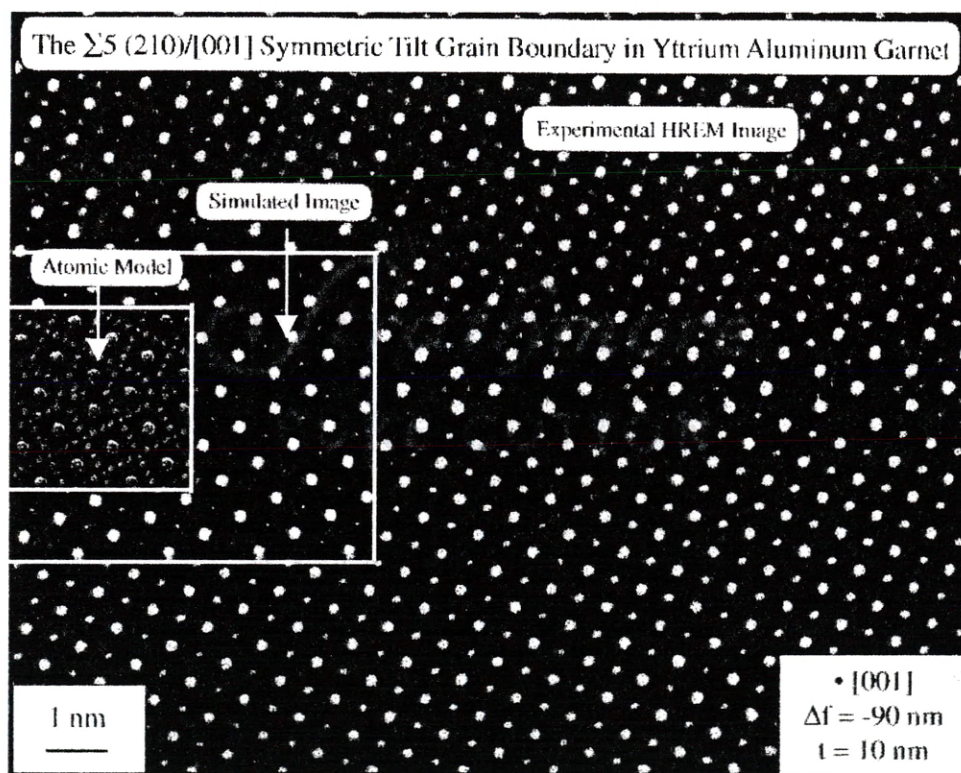 The ∑5 (210)/[001] Symmetric Tilt Grain Boundary in Yttrium Aluminum Garnet
Experimental HREM Image
Simulated Image
Atomic Model
1 nm
• [001]
Δf = -90 nm
t = 10 nm